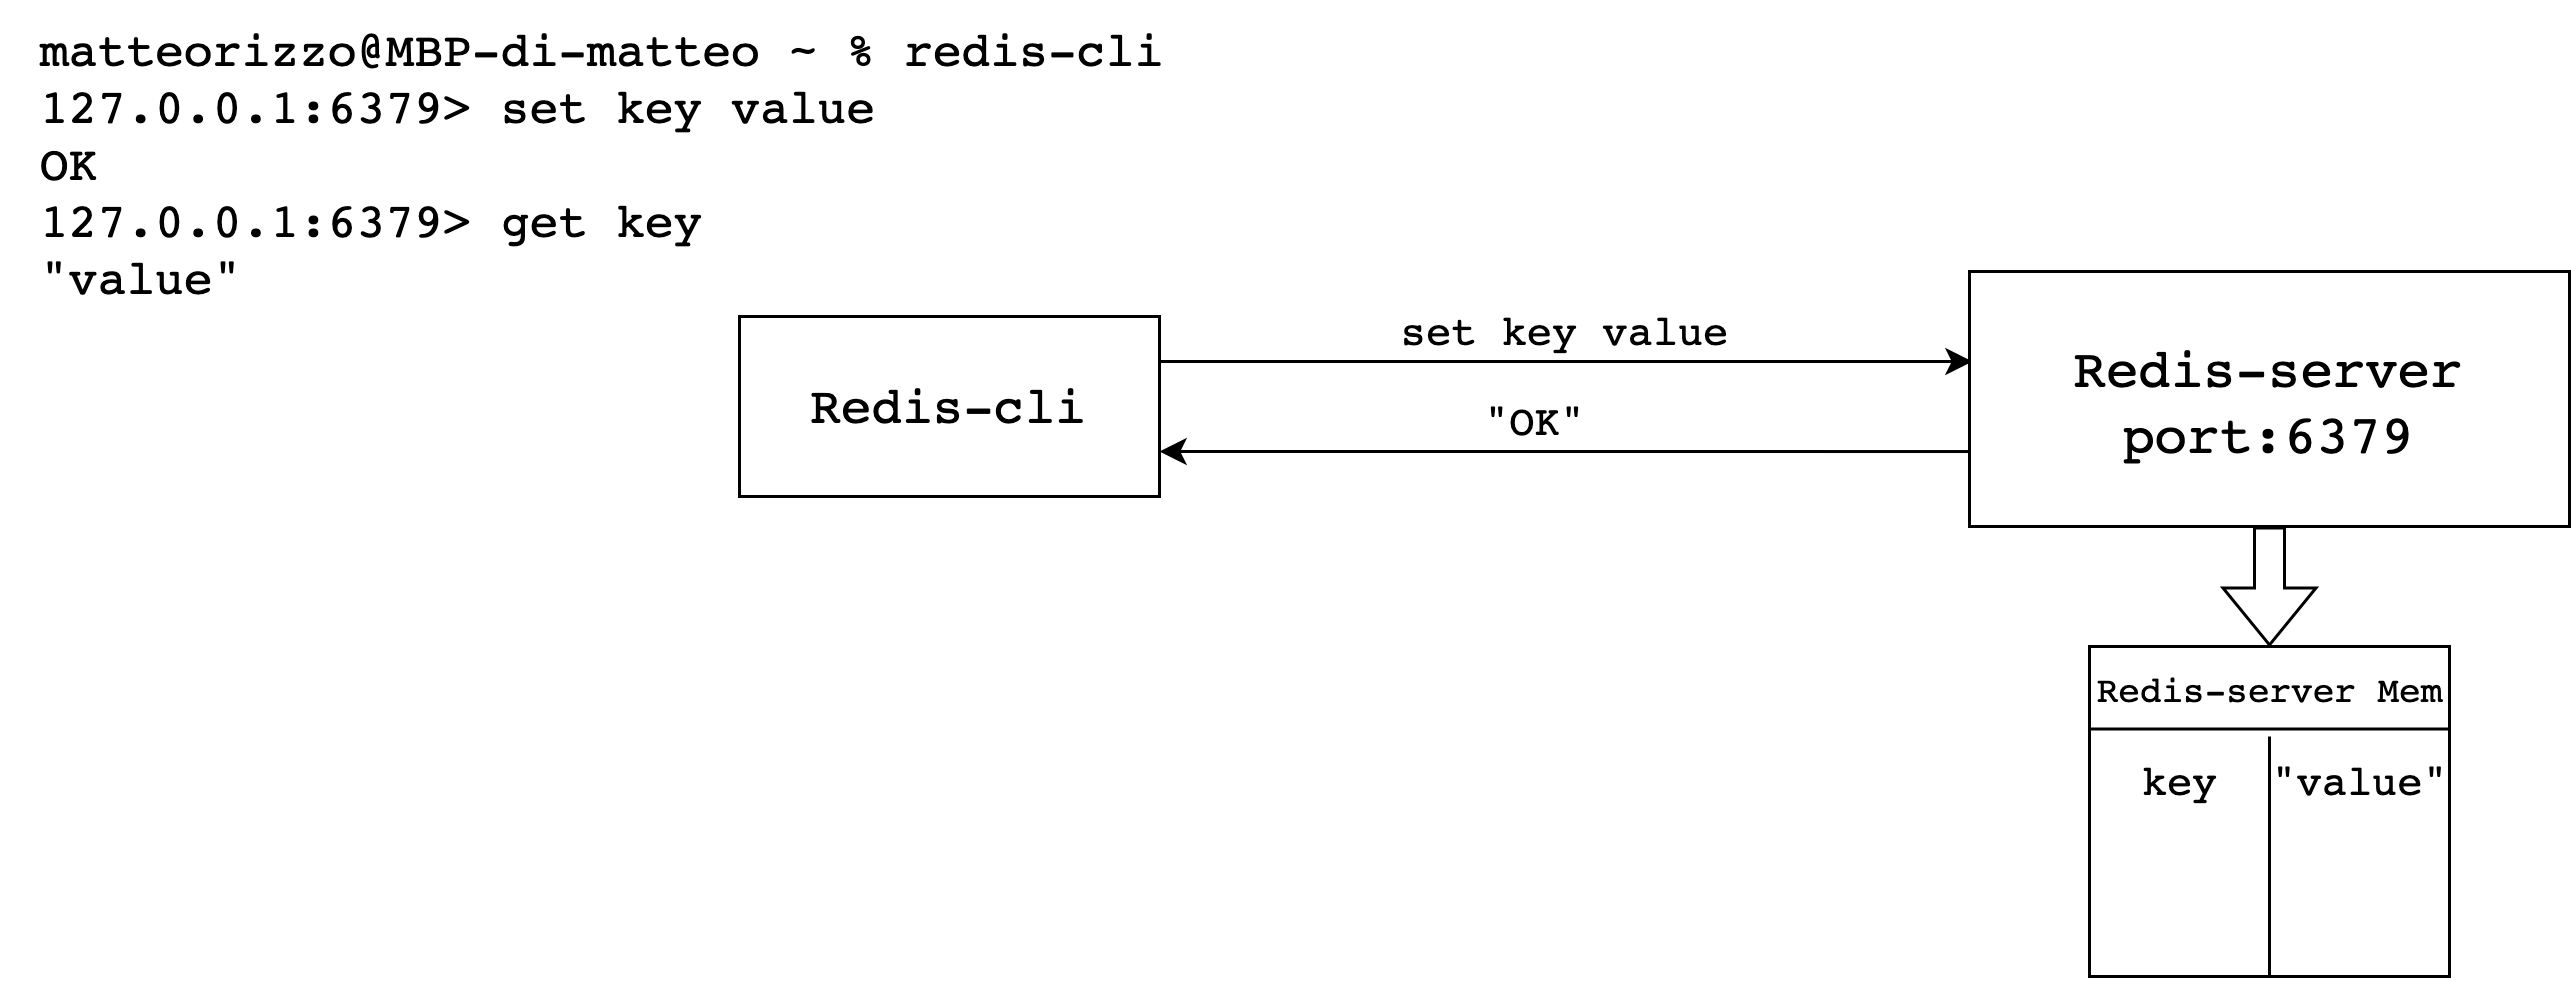 matteorizzo@MBP-di-matteo ~ % redis-cli
127.0.0.1:6379> set key value
OK
127.0.0.1:6379> get key
"value"
Redis-cli
set key value
"OK"
Redis-server
port:6379
Redis-server Mem
key "value"